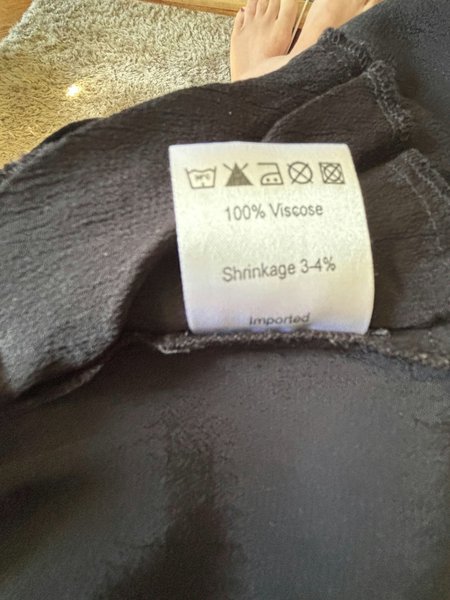 100% Viscose
Shrinkage 3-4%
Imported